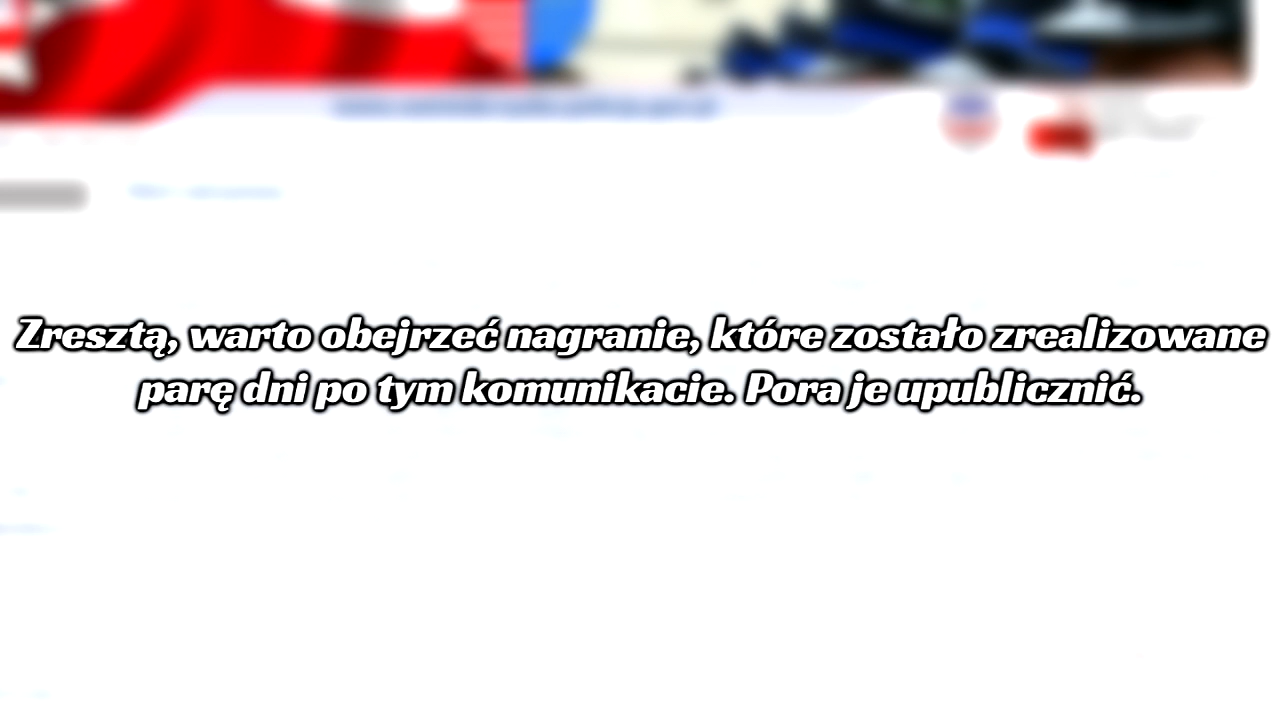 Zresztą, warto obejrzeć nagranie, które zostało zrealizowane
parę dni po tym komunikacie. Pora je upublicznić.